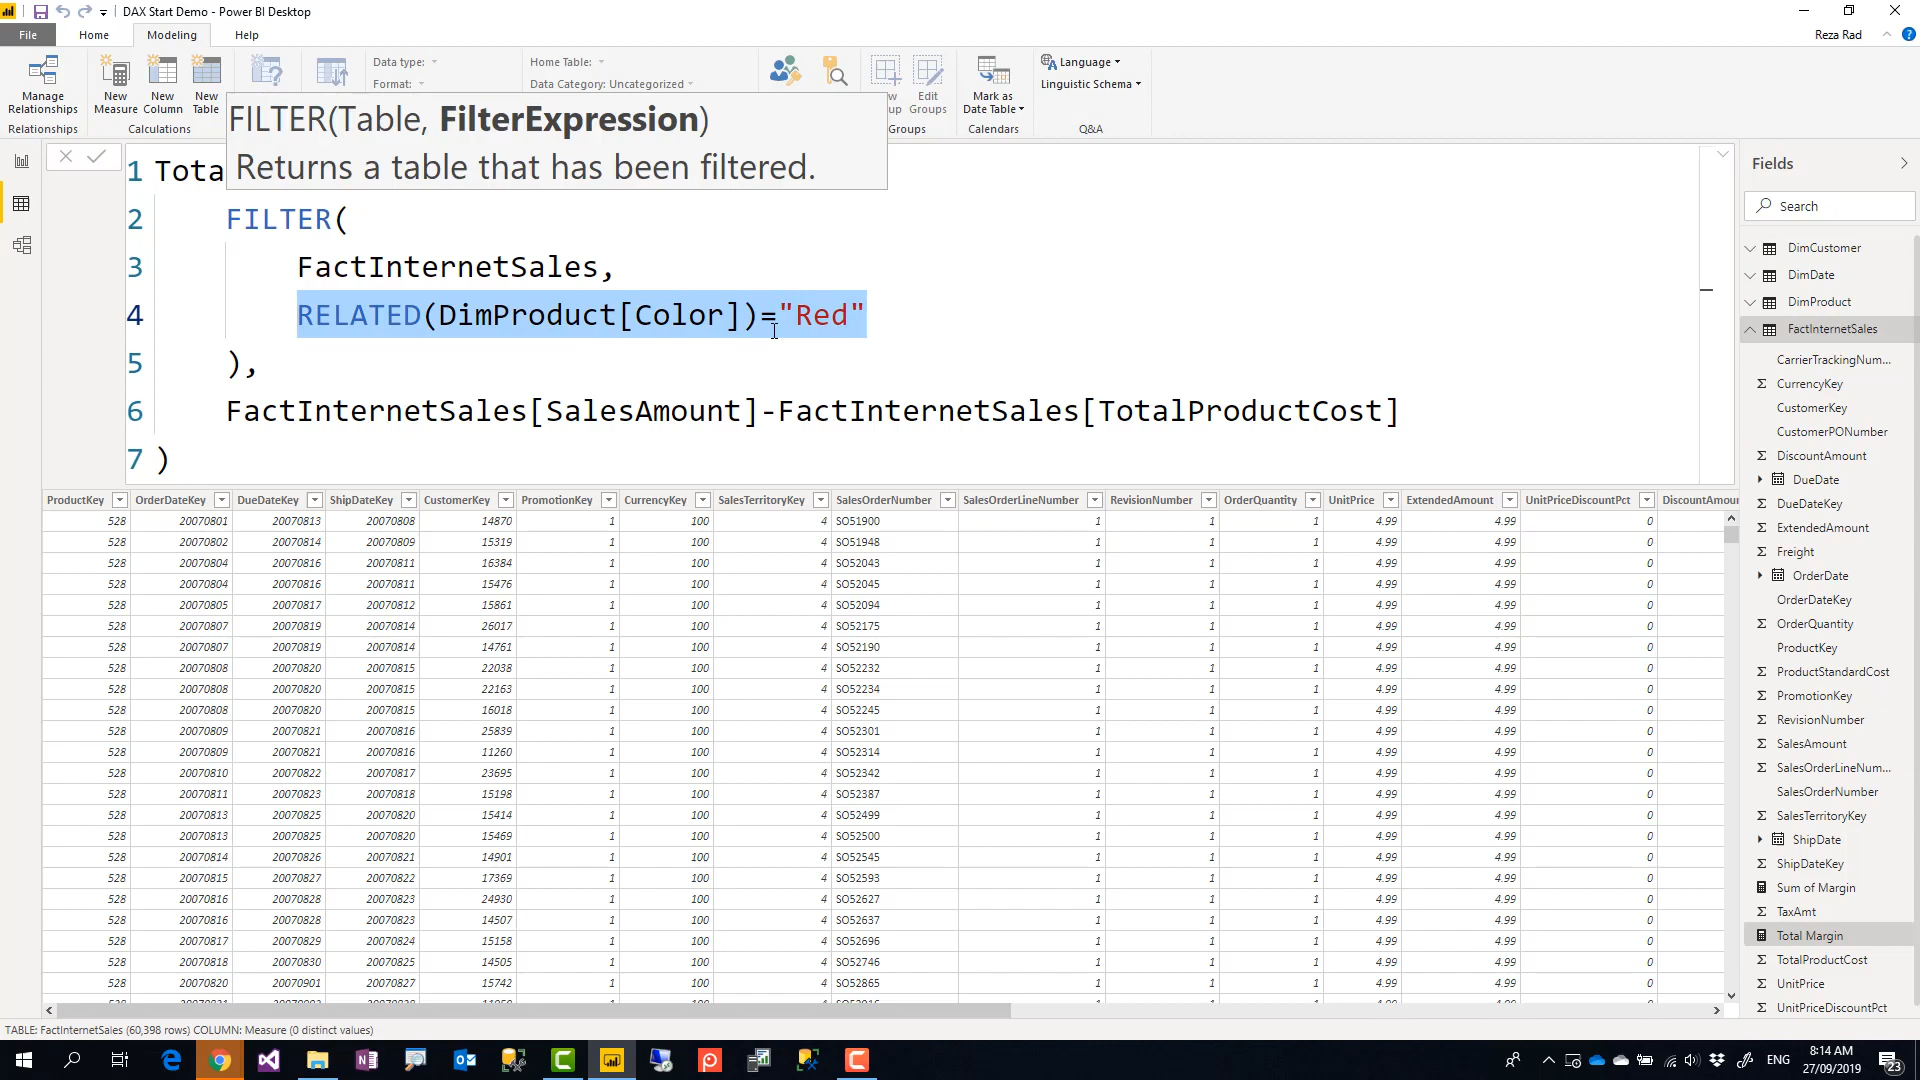 DAX Start Demo - Power BI Desktop
File Home Modeling Help Reza Rad
Manage Relationships
New Measure
New Column
New Table
Data type:
Format:
Home Table:
Data Category: Uncategorized
Edit Groups
Mark as Date Table
Language
Linguistic Schema
Relationships Calculations Groups Calendars Q&A
FILTER(Table, FilterExpression)
Returns a table that has been filtered.
1 Tota
2 FILTER(
3 FactInternetSales,
4 RELATED(DimProduct[Color])="Red"
5 ),
6 FactInternetSales[SalesAmount]-FactInternetSales[TotalProductCost]
7 )
ProductKey OrderDateKey DueDateKey ShipDateKey CustomerKey PromotionKey CurrencyKey SalesTerritoryKey SalesOrderNumber SalesOrderLineNumber RevisionNumber OrderQuantity UnitPrice ExtendedAmount UnitPriceDiscountPct DiscountAmou
528 20070801 20070813 20070808 14870 1 100 4 SO51900 1 1 1 4.99 4.99 0
528 20070802 20070814 20070809 15319 1 100 4 SO51948 1 1 1 4.99 4.99 0
528 20070804 20070816 20070811 16384 1 100 4 SO52043 1 1 1 4.99 4.99 0
528 20070804 20070816 20070811 15476 1 100 4 SO52045 1 1 1 4.99 4.99 0
528 20070805 20070817 20070812 15861 1 100 4 SO52094 1 1 1 4.99 4.99 0
528 20070807 20070819 20070814 26017 1 100 4 SO52175 1 1 1 4.99 4.99 0
528 20070807 20070819 20070814 14761 1 100 4 SO52190 1 1 1 4.99 4.99 0
528 20070808 20070820 20070815 22038 1 100 4 SO52232 1 1 1 4.99 4.99 0
528 20070808 20070820 20070815 22163 1 100 4 SO52234 1 1 1 4.99 4.99 0
528 20070808 20070820 20070815 16018 1 100 4 SO52245 1 1 1 4.99 4.99 0
528 20070809 20070821 20070816 25839 1 100 4 SO52301 1 1 1 4.99 4.99 0
528 20070809 20070821 20070816 11260 1 100 4 SO52314 1 1 1 4.99 4.99 0
528 20070810 20070822 20070817 23695 1 100 4 SO52342 1 1 1 4.99 4.99 0
528 20070811 20070823 20070818 15198 1 100 4 SO52387 1 1 1 4.99 4.99 0
528 20070813 20070825 20070820 15414 1 100 4 SO52499 1 1 1 4.99 4.99 0
528 20070813 20070825 20070820 15469 1 100 4 SO52500 1 1 1 4.99 4.99 0
528 20070814 20070826 20070821 14901 1 100 4 SO52545 1 1 1 4.99 4.99 0
528 20070815 20070827 20070822 17369 1 100 4 SO52593 1 1 1 4.99 4.99 0
528 20070816 20070828 20070823 24930 1 100 4 SO52627 1 1 1 4.99 4.99 0
528 20070816 20070828 20070823 14507 1 100 4 SO52637 1 1 1 4.99 4.99 0
528 20070817 20070829 20070824 15158 1 100 4 SO52696 1 1 1 4.99 4.99 0
528 20070818 20070830 20070825 14505 1 100 4 SO52746 1 1 1 4.99 4.99 0
528 20070820 20070901 20070827 15742 1 100 4 SO52865 1 1 1 4.99 4.99 0
Fields
Search
DimCustomer
DimDate
DimProduct
FactInternetSales
CarrierTrackingNum...
CurrencyKey
CustomerKey
CustomerPONumber
DiscountAmount
DueDate
DueDateKey
ExtendedAmount
Freight
OrderDate
OrderDateKey
OrderQuantity
ProductKey
ProductStandardCost
PromotionKey
RevisionNumber
SalesAmount
SalesOrderLineNum...
SalesOrderNumber
SalesTerritoryKey
ShipDate
ShipDateKey
Sum of Margin
TaxAmt
Total Margin
TotalProductCost
UnitPrice
UnitPriceDiscountPct
TABLE: FactInternetSales (60,398 rows) COLUMN: Measure (0 distinct values)
ENG
8:14 AM
27/09/2019
23